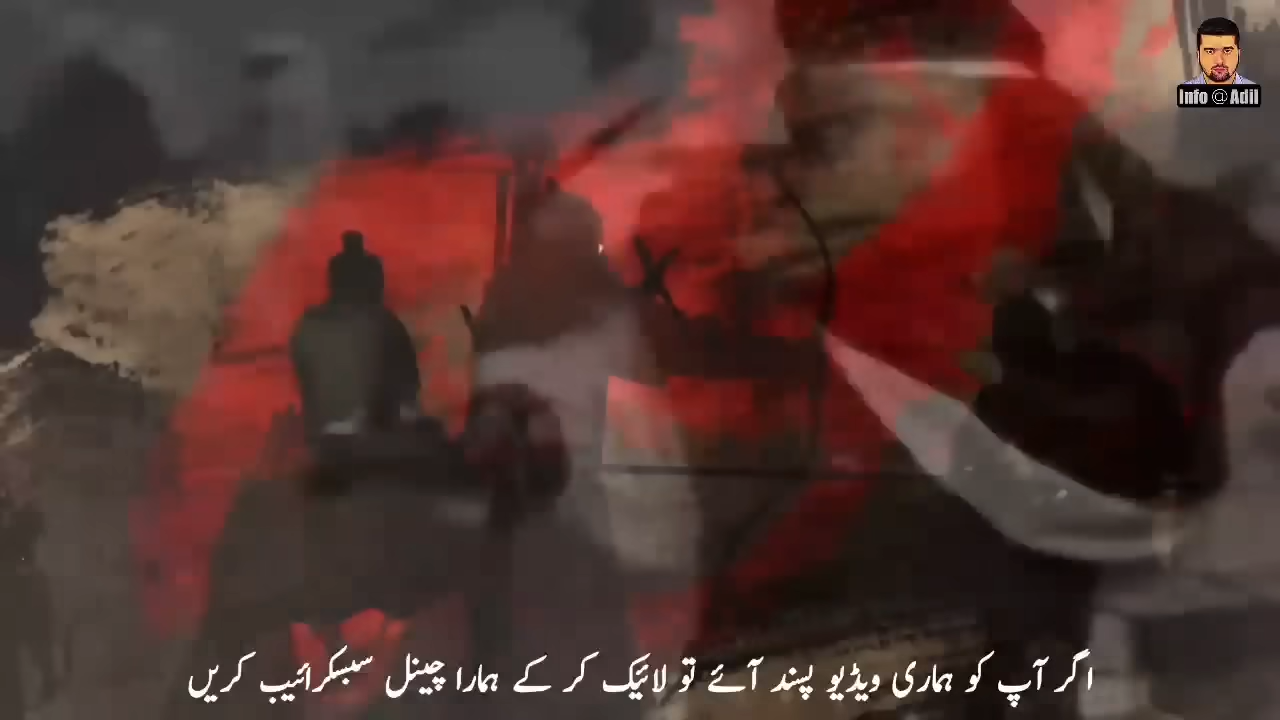 Info @ Adil
اگر آپ کو ہماری ویڈیو پسند آئے تو لائیک کر کے ہمارا چینل سبسکرائیب کریں